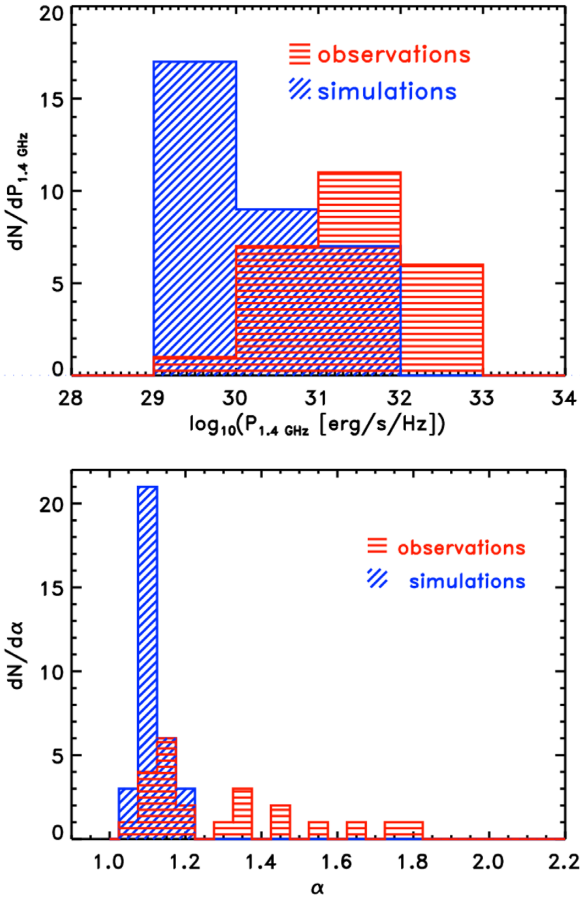 20
observations
simulations
15
dN/dP1.4 GHz
10
5
0
28 29 30 31 32 33 34
log10(P1.4 GHz [erg/s/Hz])
20
observations
simulations
15
dN/dα
10
5
0
1.0 1.2 1.4 1.6 1.8 2.0 2.2
α